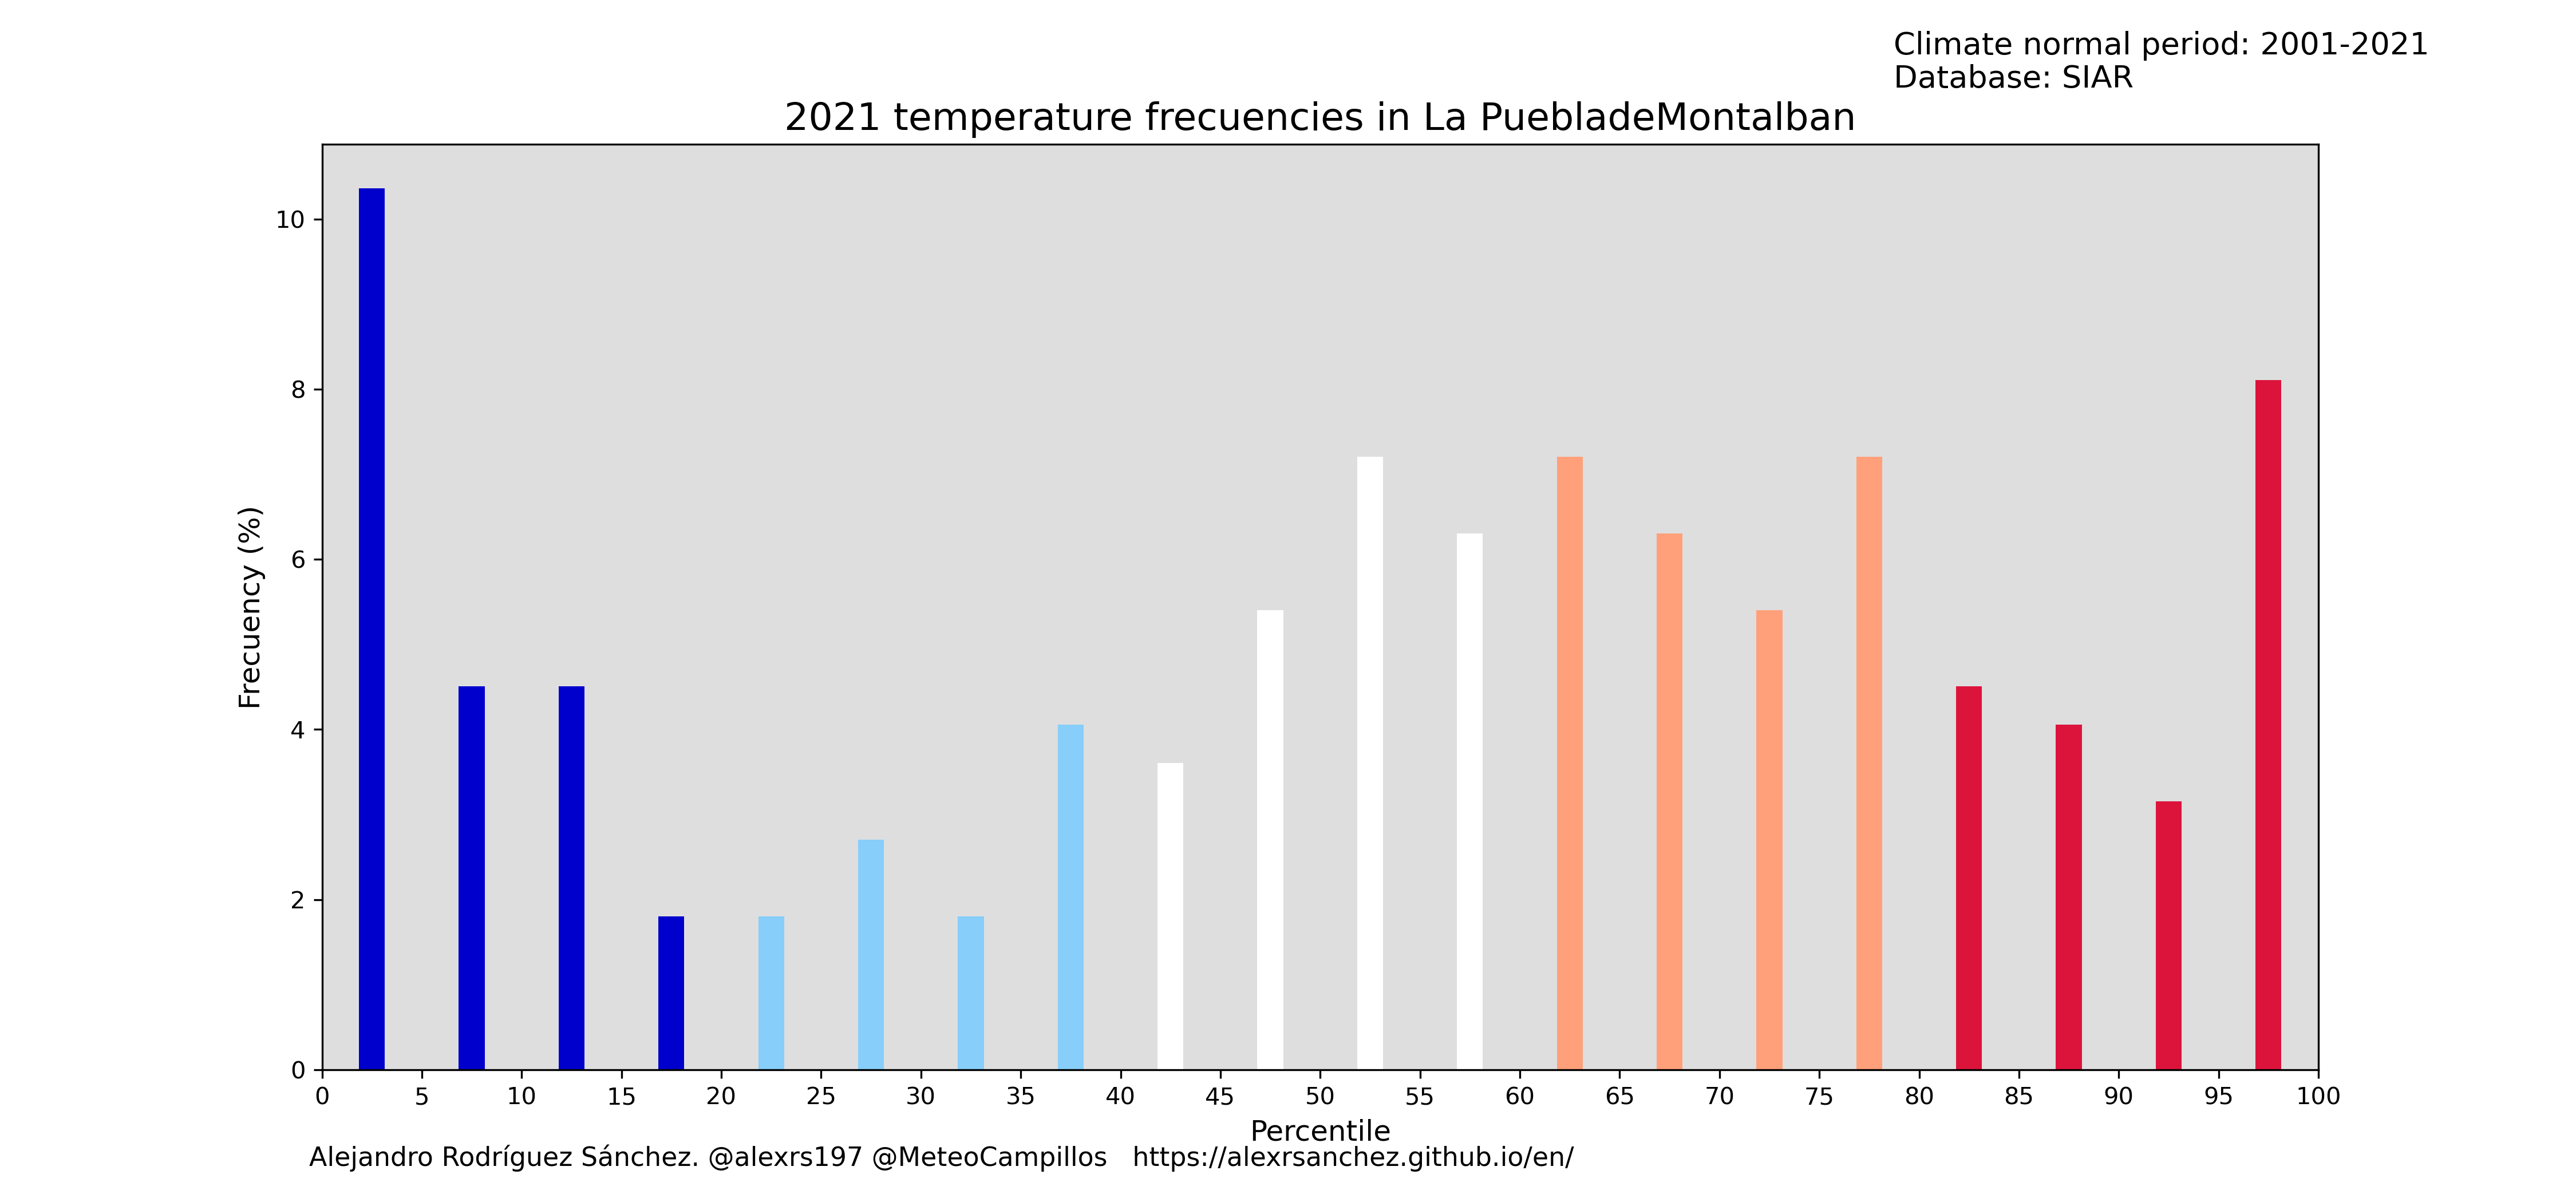 Climate normal period: 2001-2021
Database: SIAR
2021 temperature frecuencies in La PuebladeMontalban
Frecuency (%)
10
8
6
4
2
0
0 5 10 15 20 25 30 35 40 45 50 55 60 65 70 75 80 85 90 95 100
Percentile
Alejandro Rodríguez Sánchez. @alexrs197 @MeteoCampillos   https://alexrsanchez.github.io/en/